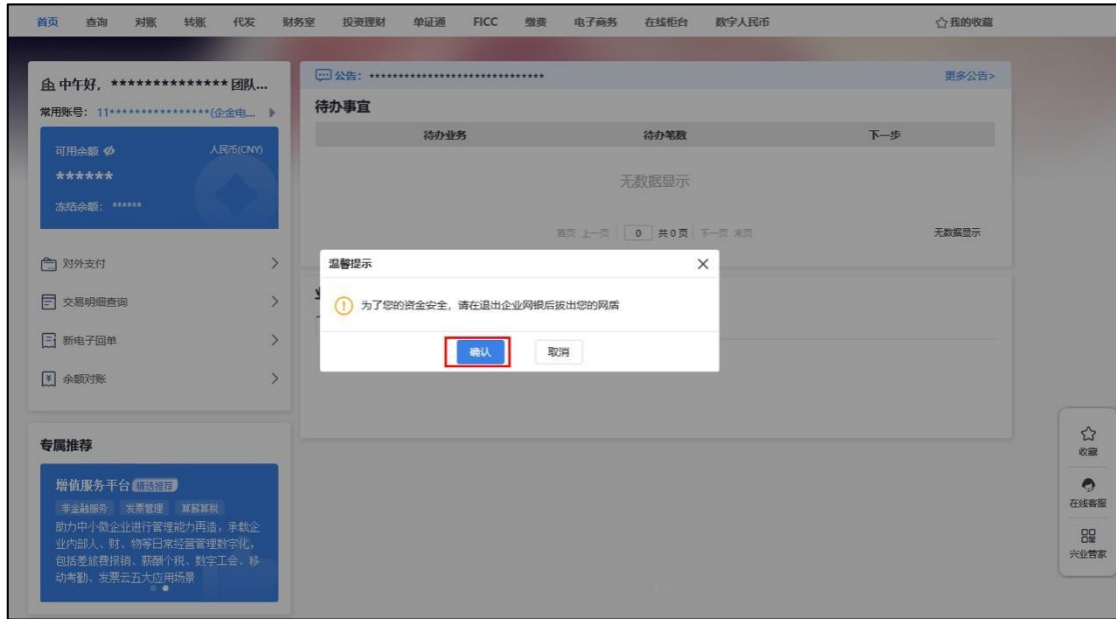 首页 查询 对账 转账 代发 财务室 投资理财 单证通 FICC 缴费 电子商务 在线柜台 数字人民币 我的收藏
中午好, ************** 团队...
常用账号: 11*****************(企金电...
可用余额 人民币(CNY)
******
冻结余额: ******
对外支付
交易明细查询
新电子回单
余额对账
专属推荐
增值服务平台 精选推荐
非金融服务 发票管理 算薪算税
助力中小微企业进行管理能力再造,承载企
业内部人、财、物等日常经营管理数字化,
包括差旅费报销、薪酬个税、数字工会、移
动考勤、发票云五大应用场景
公告: ****************************** 更多公告>
待办事宜
待办业务 待办笔数 下一步
无数据显示
首页 上一页 0 共 0 页 下一页 末页 无数据显示
温馨提示
为了您的资金安全,请在退出企业网银后拔出您的网盾
确认 取消
收藏
在线客服
兴业管家